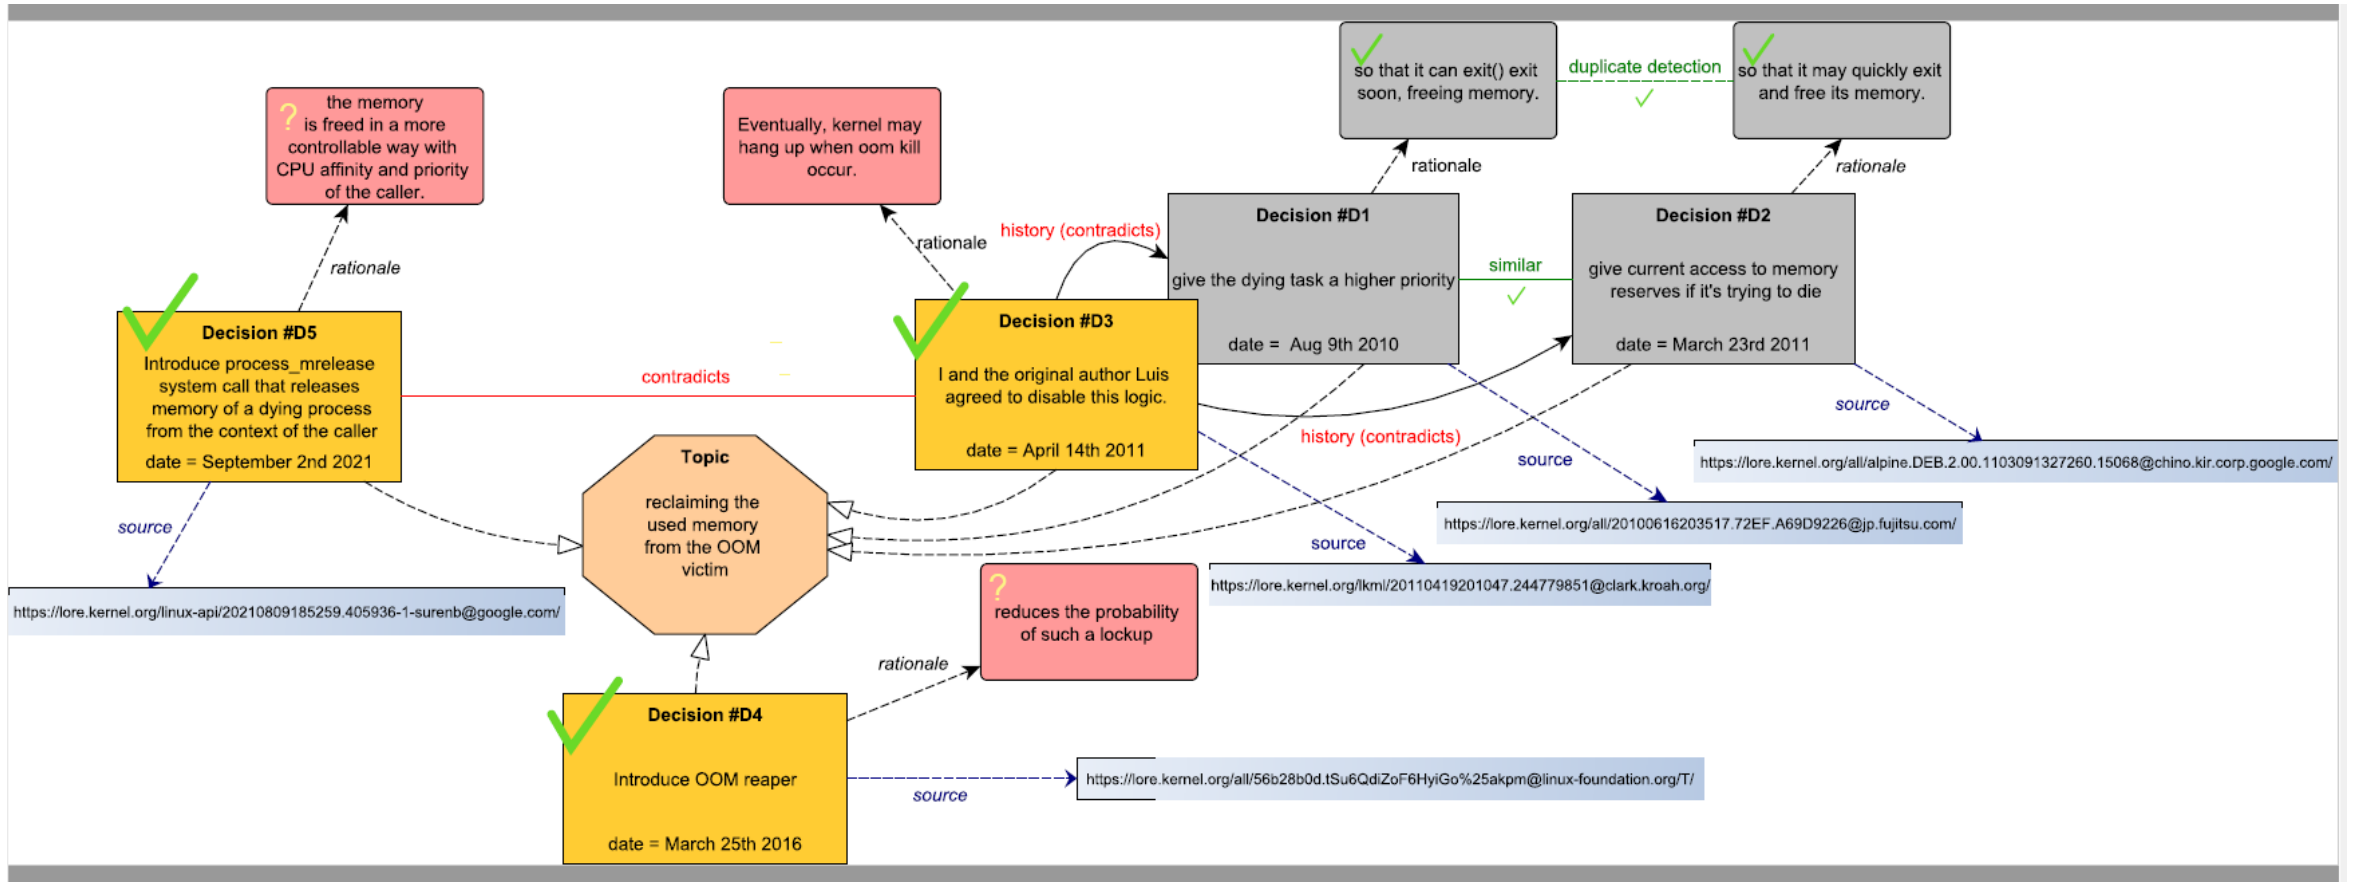 so that it can exit() exit
soon, freeing memory.
duplicate detection
so that it may quickly exit
and free its memory.
the memory
is freed in a more
controllable way with
CPU affinity and priority
of the caller.
?
Eventually, kernel may
hang up when oom kill
occur.
rationale
rationale
rationale
rationale
history (contradicts)
Decision #D1
give the dying task a higher priority
date =  Aug 9th 2010
similar
Decision #D2
give current access to memory
reserves if it's trying to die
date = March 23rd 2011
Decision #D5
Introduce process_mrelease
system call that releases
memory of a dying process
from the context of the caller
date = September 2nd 2021
contradicts
Decision #D3
I and the original author Luis
agreed to disable this logic.
date = April 14th 2011
history (contradicts)
source
https://lore.kernel.org/all/alpine.DEB.2.00.1103091327260.15068@chino.kir.corp.google.com/
source
https://lore.kernel.org/all/20100616203517.72EF.A69D9226@jp.fujitsu.com/
source
https://lore.kernel.org/lkml/20110419201047.244779851@clark.kroah.org/
Topic
reclaiming the
used memory
from the OOM
victim
source
https://lore.kernel.org/linux-api/20210809185259.405936-1-surenb@google.com/
?
reduces the probability
of such a lockup
rationale
Decision #D4
Introduce OOM reaper
date = March 25th 2016
source
https://lore.kernel.org/all/56b28b0d.tSu6QdiZoF6HyiGo%25akpm@linux-foundation.org/T/